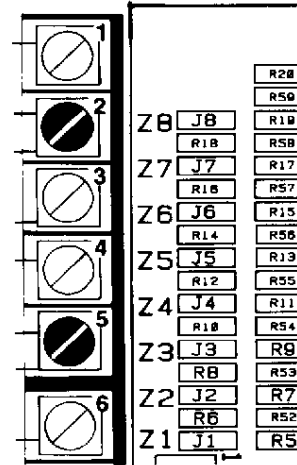 1
R20
R59
2
Z8 J8 R19
R18 R58
Z7 J7 R17
3
R16 R57
Z6 J6 R15
R14 R56
4
Z5 J5 R13
R12 R55
Z4 J4 R11
5
R10 R54
Z3 J3 R9
R8 R53
Z2 J2 R7
6
R6 R52
Z1 J1 R5